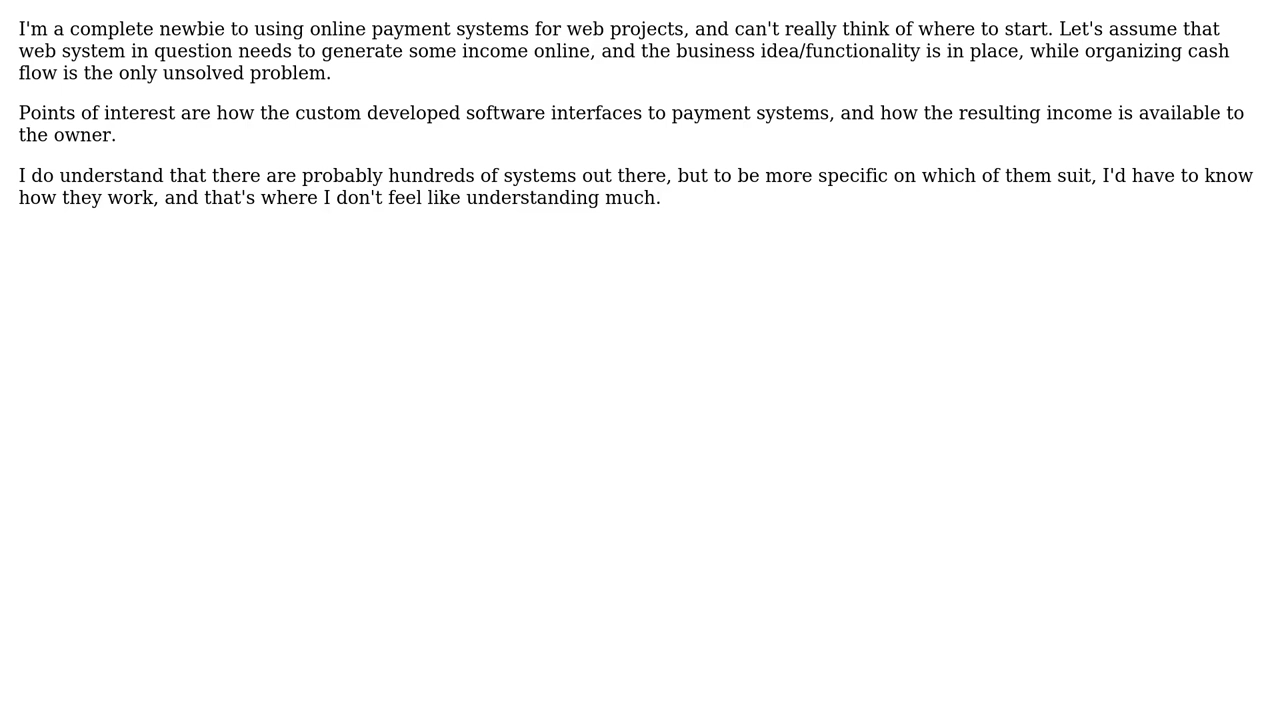 I'm a complete newbie to using online payment systems for web projects, and can't really think of where to start. Let's assume that
web system in question needs to generate some income online, and the business idea/functionality is in place, while organizing cash
flow is the only unsolved problem.
Points of interest are how the custom developed software interfaces to payment systems, and how the resulting income is available to
the owner.
I do understand that there are probably hundreds of systems out there, but to be more specific on which of them suit, I'd have to know
how they work, and that's where I don't feel like understanding much.